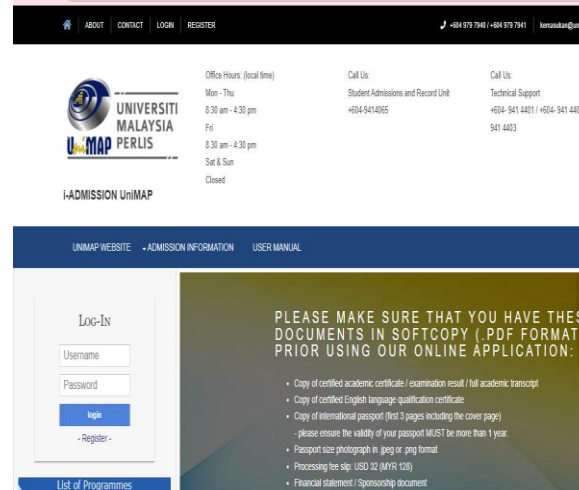 ABOUT CONTACT LOGIN REGISTER +604 979 7940 / +604 979 7941
UNIVERSITI
MALAYSIA
PERLIS
UniMAP
i-ADMISSION UniMAP
Office Hours: (local time)
Mon - Thu
8.30 am - 4:30 pm
Fri
8.30 am - 4:30 pm
Sat & Sun
Closed
Call Us:
Student Admissions and Record Unit
+604-9414065
Call Us:
Technical Support
+604- 941 4401 / +604- 941 440
941 4403
UNIMAP WEBSITE ADMISSION INFORMATION USER MANUAL
Log-In
Username
Password
login
- Register -
List of Programmes
PLEASE MAKE SURE THAT YOU HAVE THES
DOCUMENTS IN SOFTCOPY (.PDF FORMAT
PRIOR USING OUR ONLINE APPLICATION:
• Copy of certified academic certificate / examination result / full academic transcript
• Copy of certified English language qualification certificate
• Copy of international passport (first 3 pages including the cover page)
- please ensure the validity of your passport MUST be more than 1 year.
• Passport size photograph in .jpeg or .png format
• Processing fee slip: USD 32 (MYR 128)
• Financial statement / Sponsorship document